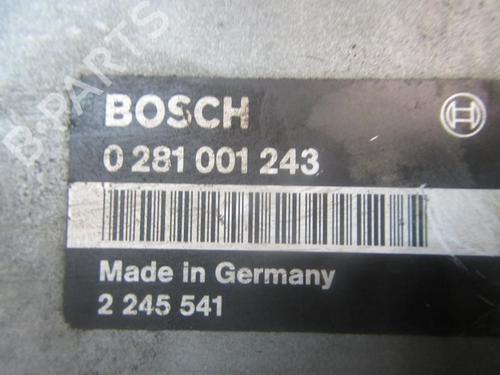 B-PARTS
BOSCH
0 281 001 243
Made in Germany
2 245 541